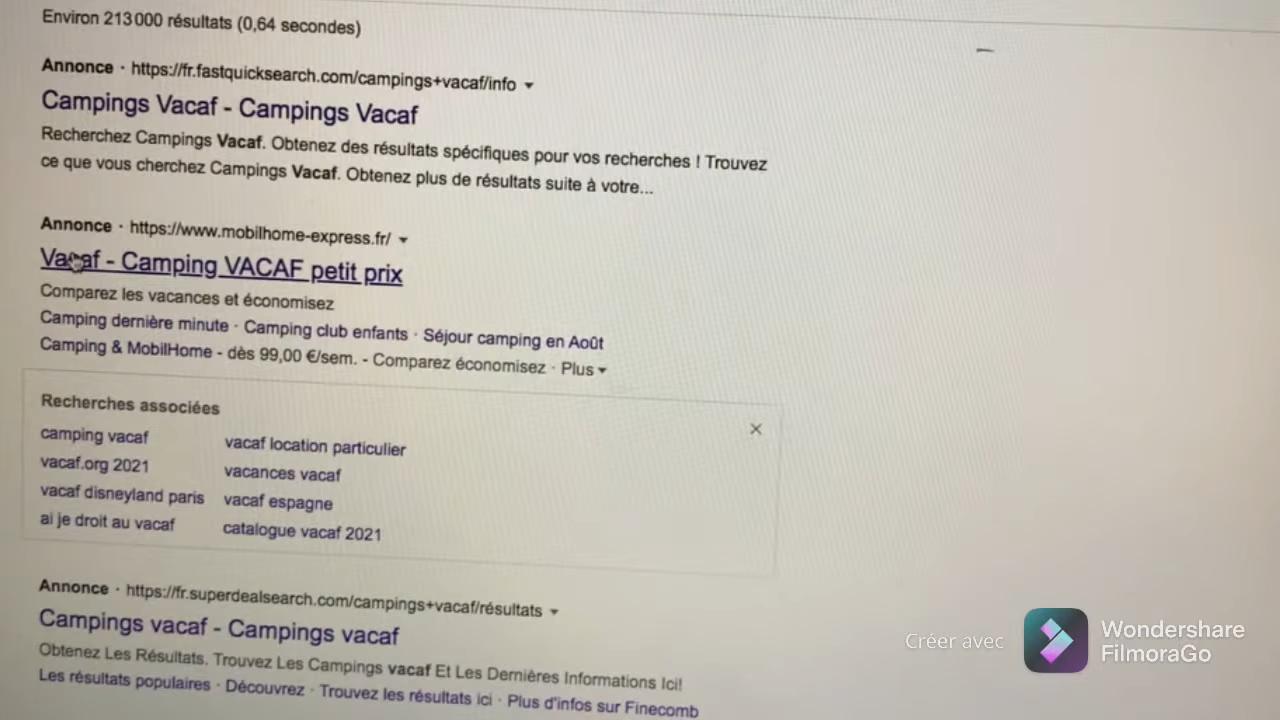 Environ 213 000 résultats (0,64 secondes)
Annonce · https://fr.fastquicksearch.com/campings+vacaf/info
Campings Vacaf - Campings Vacaf
Recherchez Campings Vacaf. Obtenez des résultats spécifiques pour vos recherches ! Trouvez
ce que vous cherchez Campings Vacaf. Obtenez plus de résultats suite à votre...
Annonce · https://www.mobilhome-express.fr/
Vacaf - Camping VACAF petit prix
Comparez les vacances et économisez
Camping dernière minute · Camping club enfants · Séjour camping en Août
Camping & MobilHome - dès 99,00 €/sem. - Comparez économisez · Plus
Recherches associées
camping vacaf
vacaf.org 2021
vacaf disneyland paris
ai je droit au vacaf
vacaf location particulier
vacances vacaf
vacaf espagne
catalogue vacaf 2021
Annonce · https://fr.superdealsearch.com/campings+vacaf/résultats
Campings vacaf - Campings vacaf
Obtenez Les Résultats. Trouvez Les Campings vacaf Et Les Dernières Informations Ici!
Les résultats populaires · Découvrez · Trouvez les résultats ici · Plus d'infos sur Finecomb
Créer avec
Wondershare
FilmoraGo